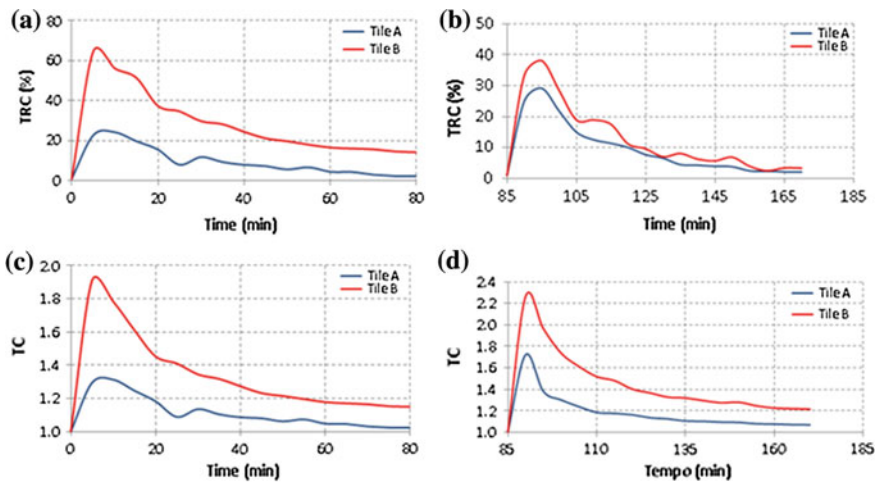 (a)
80
60
40
20
0
TRC (%)
0 20 40 60 80
Time (min)
Tile A
Tile B
(b)
50
40
30
20
10
0
TRC (%)
85 105 125 145 165 185
Time (min)
Tile A
Tile B
(c)
2.0
1.8
1.6
1.4
1.2
1.0
TC
0 20 40 60 80
Time (min)
Tile A
Tile B
(d)
2.4
2.2
2.0
1.8
1.6
1.4
1.2
1.0
TC
85 110 135 160 185
Tempo (min)
Tile A
Tile B